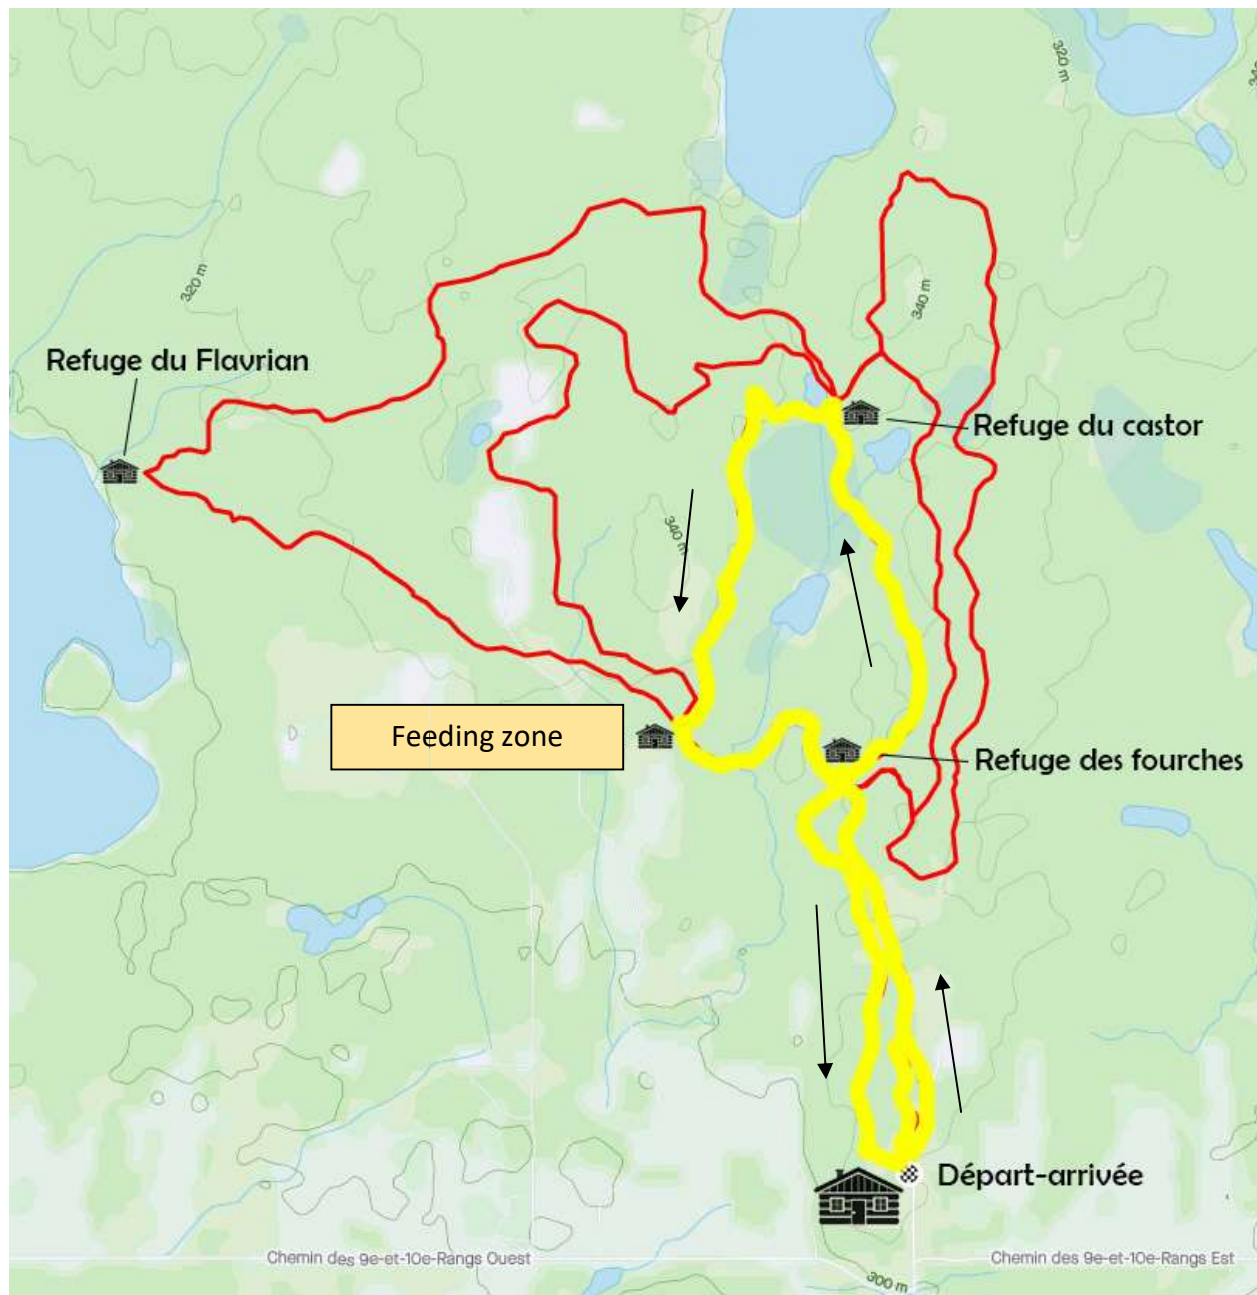 320 m
340
340 m
320 m
Refuge du Flavrian
Refuge du castor
340 m
Feeding zone
Refuge des fourches
Départ-arrivée
Chemin des 9e-et-10e-Rangs Ouest
Chemin des 9e-et-10e-Rangs Est
300 m